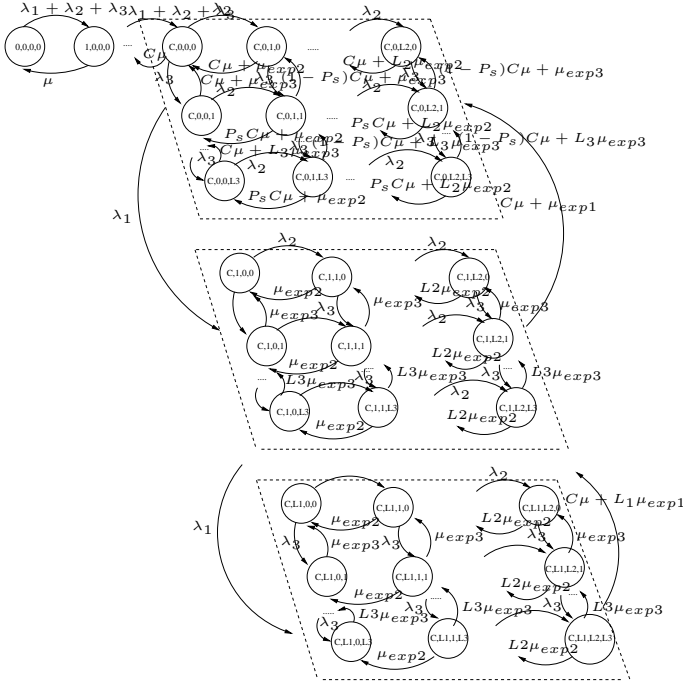 λ1 + λ2 + λ3
λ1 + λ2 + λ3
λ2
0,0,0,0
1,0,0,0
....
C,0,0,0
C,0,1,0
.....
C,0,L2,0
μ
Cμ
λ3
Cμ + μexp2
Cμ + μexp3
λ3
(1 − Ps)Cμ + μexp3
Cμ + L2μexp2
(1 − Ps)Cμ + μexp3
λ2
λ2
C,0,0,1
C,0,1,1
C,0,L2,1
PsCμ + μexp2
PsCμ + L2μexp2
.....
....
λ3
Cμ + L3μexp3
(1 − Ps)Cμ + L3μexp3
(1 − Ps)Cμ + L3μexp3
λ2
λ2
C,0,0,L3
C,0,1,L3
....
C,0,L2,L3
PsCμ + μexp2
PsCμ + L2μexp2
λ1
Cμ + μexp1
λ2
λ2
C,1,0,0
C,1,1,0
C,1,L2,0
μexp2
L2μexp2
μexp3
λ3
μexp3
λ3
μexp3
λ2
C,1,0,1
C,1,1,1
C,1,L2,1
μexp2
L2μexp2
....
....
....
L3μexp3
λ3
L3μexp3
λ3
L3μexp3
λ2
C,1,0,L3
C,1,1,L3
C,1,L2,L3
μexp2
L2μexp2
λ1
Cμ + L1μexp1
λ2
C,L1,0,0
C,L1,1,0
C,L1,L2,0
μexp2
L2μexp2
λ3
μexp3
λ3
μexp3
λ3
μexp3
C,L1,0,1
C,L1,1,1
C,L1,L2,1
μexp2
L2μexp2
.....
.....
....
λ3
L3μexp3
λ3
L3μexp3
λ3
L3μexp3
C,L1,0,L3
C,L1,1,L3
C,L1,L2,L3
μexp2
L2μexp2